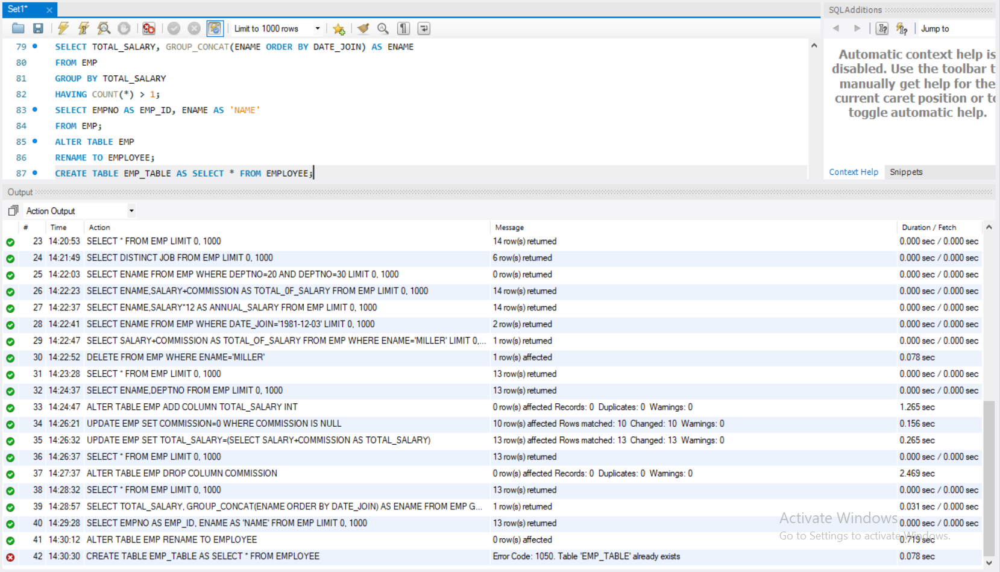 Set1*
SQLAdditions
Limit to 1000 rows
Jump to
79 SELECT TOTAL_SALARY, GROUP_CONCAT(ENAME ORDER BY DATE_JOIN) AS ENAME
80 FROM EMP
81 GROUP BY TOTAL_SALARY
82 HAVING COUNT(*) > 1;
83 SELECT EMPNO AS EMP_ID, ENAME AS 'NAME'
84 FROM EMP;
85 ALTER TABLE EMP
86 RENAME TO EMPLOYEE;
87 CREATE TABLE EMP_TABLE AS SELECT * FROM EMPLOYEE;
Automatic context help is
disabled. Use the toolbar t
manually get help for the
current caret position or to
toggle automatic help.
Context Help Snippets
Output
Action Output
# Time Action Message Duration / Fetch
23 14:20:53 SELECT * FROM EMP LIMIT 0, 1000 14 row(s) returned 0.000 sec / 0.000 sec
24 14:21:49 SELECT DISTINCT JOB FROM EMP LIMIT 0, 1000 6 row(s) returned 0.000 sec / 0.000 sec
25 14:22:03 SELECT ENAME FROM EMP WHERE DEPTNO=20 AND DEPTNO=30 LIMIT 0, 1000 0 row(s) returned 0.000 sec / 0.000 sec
26 14:22:23 SELECT ENAME,SALARY+COMMISSION AS TOTAL_0F_SALARY FROM EMP LIMIT 0, 1000 14 row(s) returned 0.000 sec / 0.000 sec
27 14:22:37 SELECT ENAME,SALARY*12 AS ANNUAL_SALARY FROM EMP LIMIT 0, 1000 14 row(s) returned 0.000 sec / 0.000 sec
28 14:22:41 SELECT ENAME FROM EMP WHERE DATE_JOIN='1981-12-03' LIMIT 0, 1000 2 row(s) returned 0.000 sec / 0.000 sec
29 14:22:47 SELECT SALARY+COMMISSION AS TOTAL_OF_SALARY FROM EMP WHERE ENAME='MILLER' LIMIT 0,... 1 row(s) returned 0.000 sec / 0.000 sec
30 14:22:52 DELETE FROM EMP WHERE ENAME='MILLER' 1 row(s) affected 0.078 sec
31 14:23:28 SELECT * FROM EMP LIMIT 0, 1000 13 row(s) returned 0.000 sec / 0.000 sec
32 14:24:37 SELECT ENAME,DEPTNO FROM EMP LIMIT 0, 1000 13 row(s) returned 0.000 sec / 0.000 sec
33 14:24:47 ALTER TABLE EMP ADD COLUMN TOTAL_SALARY INT 0 row(s) affected Records: 0 Duplicates: 0 Warnings: 0 1.265 sec
34 14:26:21 UPDATE EMP SET COMMISSION=0 WHERE COMMISSION IS NULL 10 row(s) affected Rows matched: 10 Changed: 10 Warnings: 0 0.156 sec
35 14:26:32 UPDATE EMP SET TOTAL_SALARY=(SELECT SALARY+COMMISSION AS TOTAL_SALARY) 13 row(s) affected Rows matched: 13 Changed: 13 Warnings: 0 0.265 sec
36 14:26:37 SELECT * FROM EMP LIMIT 0, 1000 13 row(s) returned 0.000 sec / 0.000 sec
37 14:27:37 ALTER TABLE EMP DROP COLUMN COMMISSION 0 row(s) affected Records: 0 Duplicates: 0 Warnings: 0 2.469 sec
38 14:28:32 SELECT * FROM EMP LIMIT 0, 1000 13 row(s) returned 0.000 sec / 0.000 sec
39 14:28:57 SELECT TOTAL_SALARY, GROUP_CONCAT(ENAME ORDER BY DATE_JOIN) AS ENAME FROM EMP G... 1 row(s) returned 0.031 sec / 0.000 sec
Activate Windows
40 14:29:28 SELECT EMPNO AS EMP_ID, ENAME AS 'NAME' FROM EMP LIMIT 0, 1000 13 row(s) returned 0.000 sec / 0.000 sec
Go to Settings to activate Windows.
41 14:30:12 ALTER TABLE EMP RENAME TO EMPLOYEE 0 row(s) affected 0.719 sec
42 14:30:30 CREATE TABLE EMP_TABLE AS SELECT * FROM EMPLOYEE Error Code: 1050. Table 'EMP_TABLE' already exists 0.078 sec